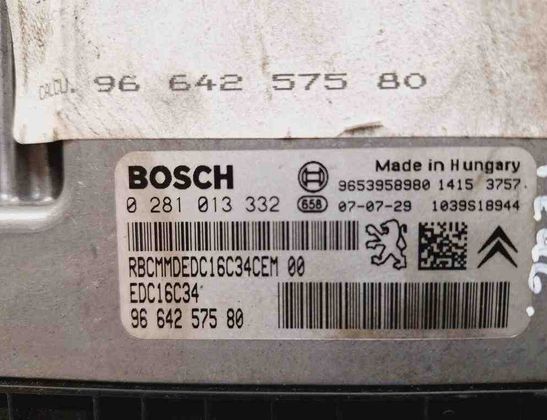 CALCU. 96 642 575 80
BOSCH
Made in Hungary
9653958980 1415 3757
0 281 013 332 658 07-07-29 1039S18944
RBCMMDEDC16C34CEM 00
EDC16C34
96 642 575 80